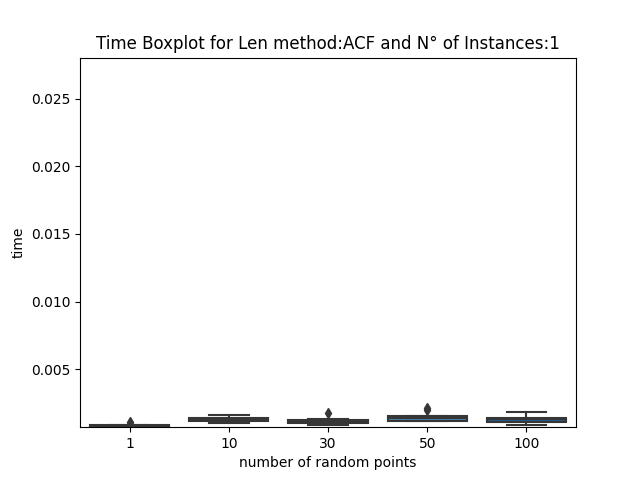 Time Boxplot for Len method:ACF and N° of Instances:1
0.025
0.020
0.015
0.010
0.005
time
1 10 30 50 100
number of random points